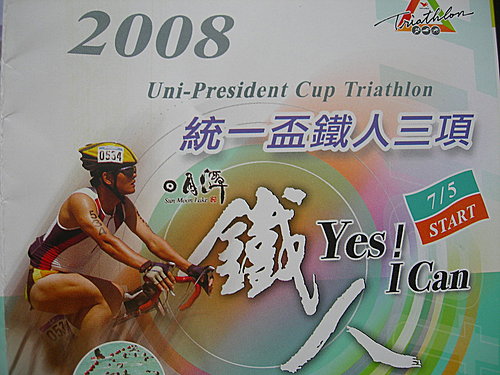 Triathlon
2008
Uni-President Cup Triathlon
統一盃鐵人三項
0534
日月潭
Sun Moon Lake
7/5
START
鐵人
Yes!
I Can